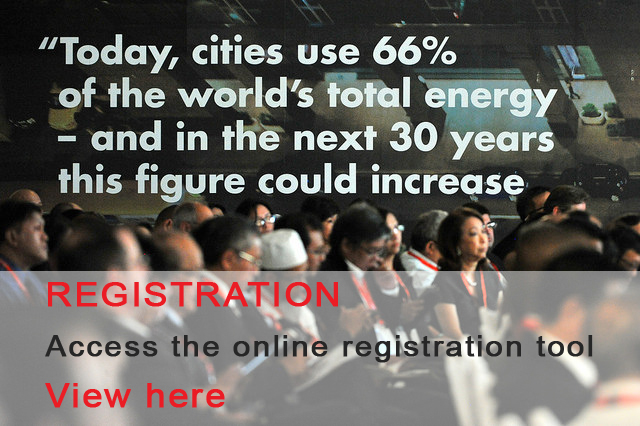 “Today, cities use 66%
of the world’s total energy
– and in the next 30 years
this figure could increase
REGISTRATION
Access the online registration tool
View here